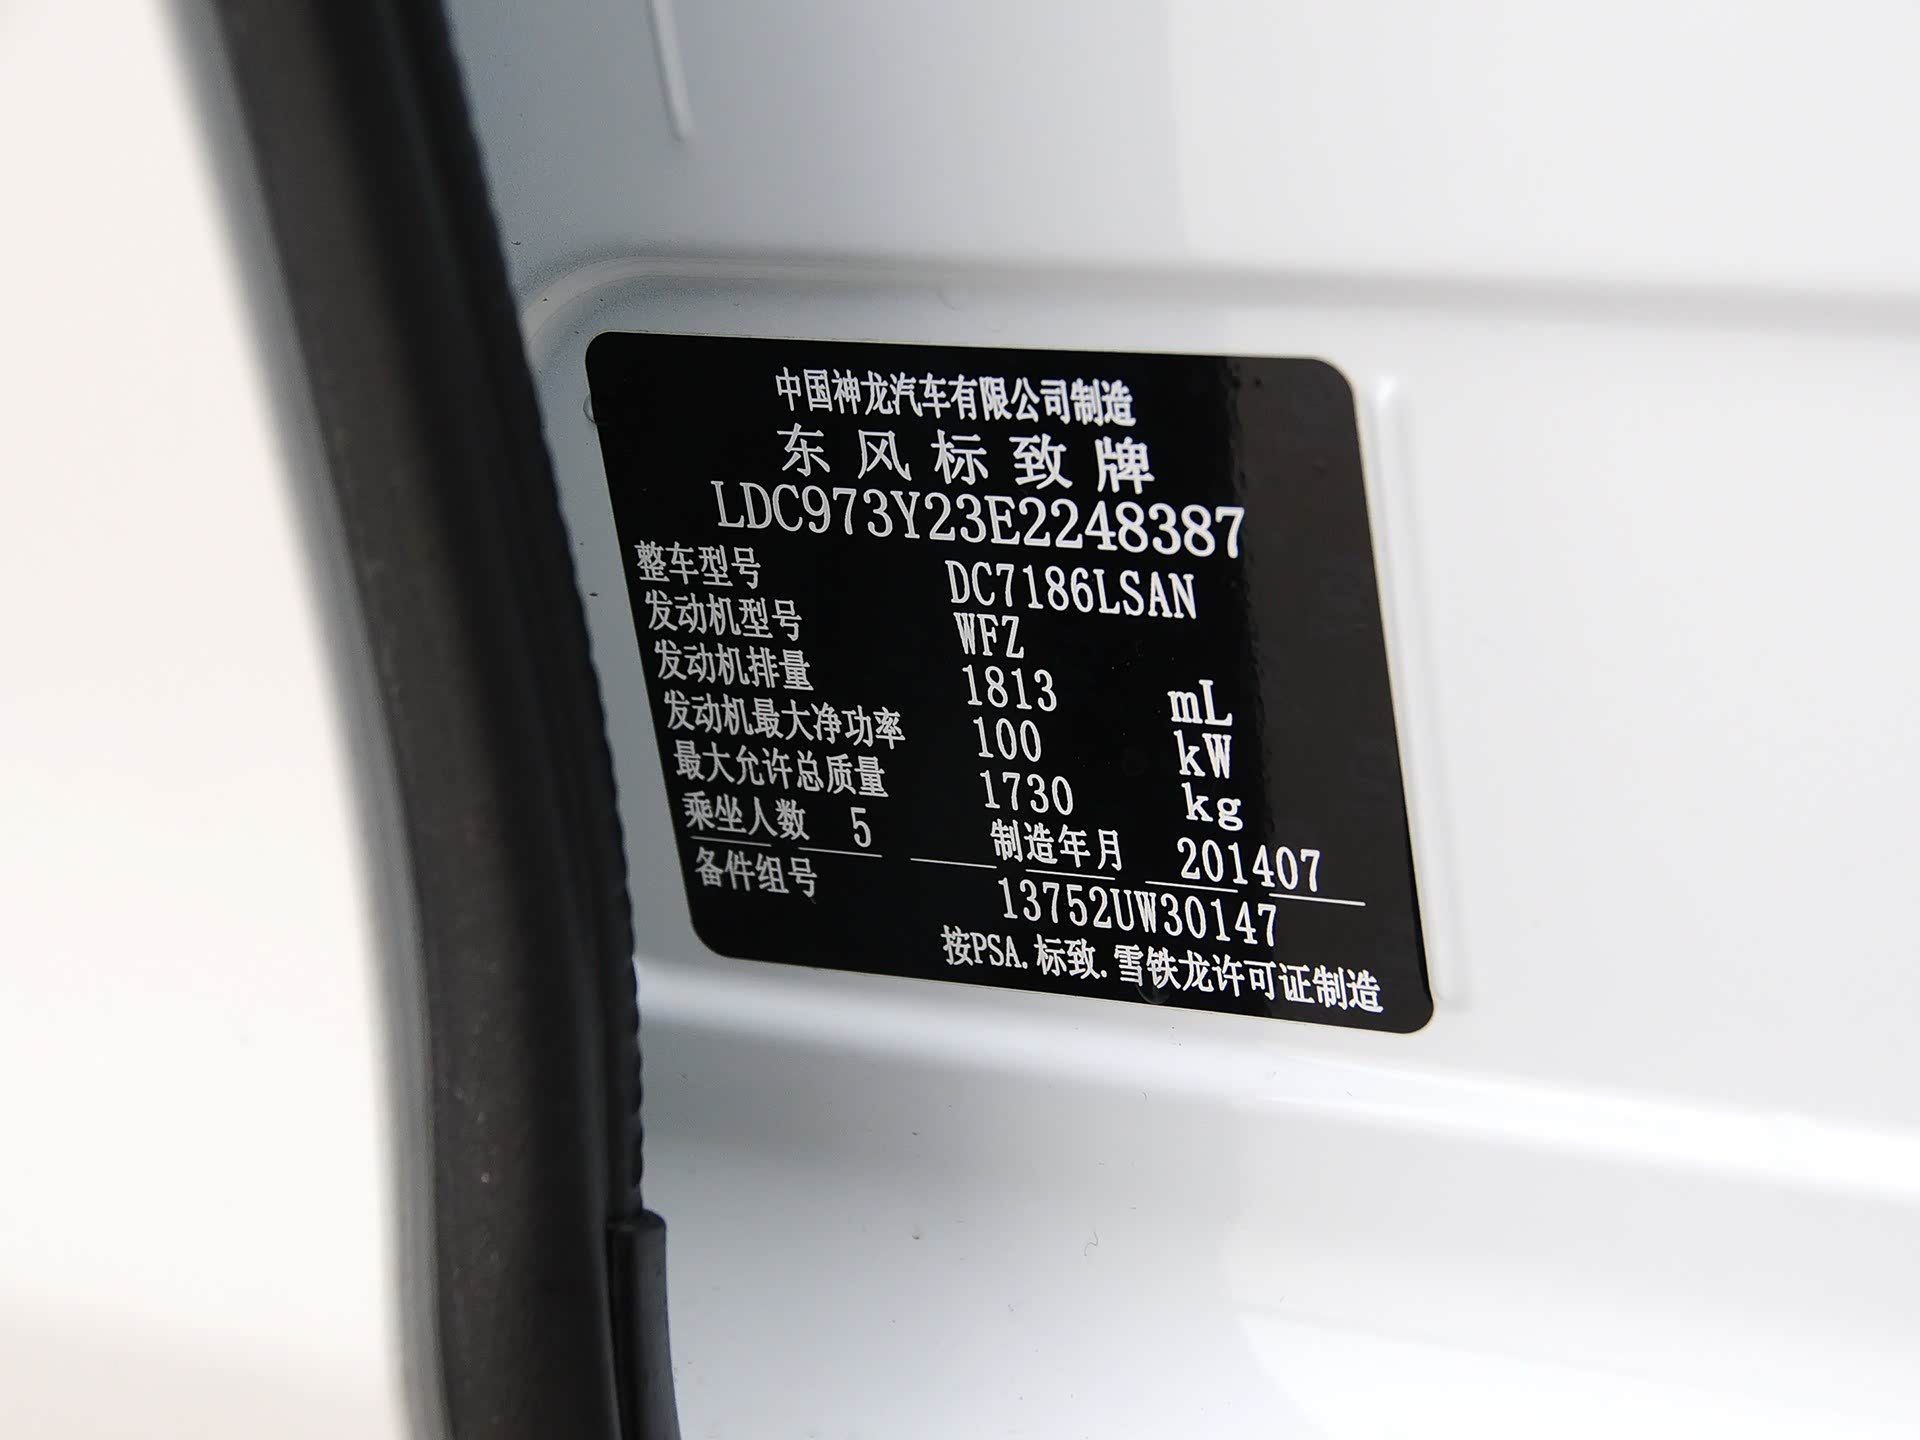 中国神龙汽车有限公司制造
东风标致牌
LDC973Y23E2248387
整车型号 DC7186LSAN
发动机型号 WFZ
发动机排量 1813 mL
发动机最大净功率 100 kW
最大允许总质量 1730 kg
乘坐人数 5 制造年月 201407
备件组号 13752UW30147
按PSA.标致.雪铁龙许可证制造